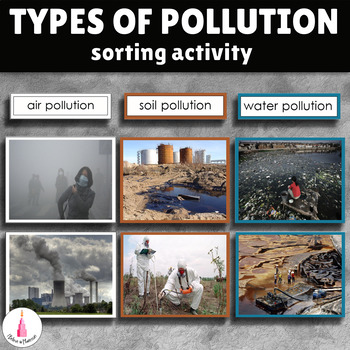 TYPES OF POLLUTION
sorting activity
air pollution
soil pollution
water pollution